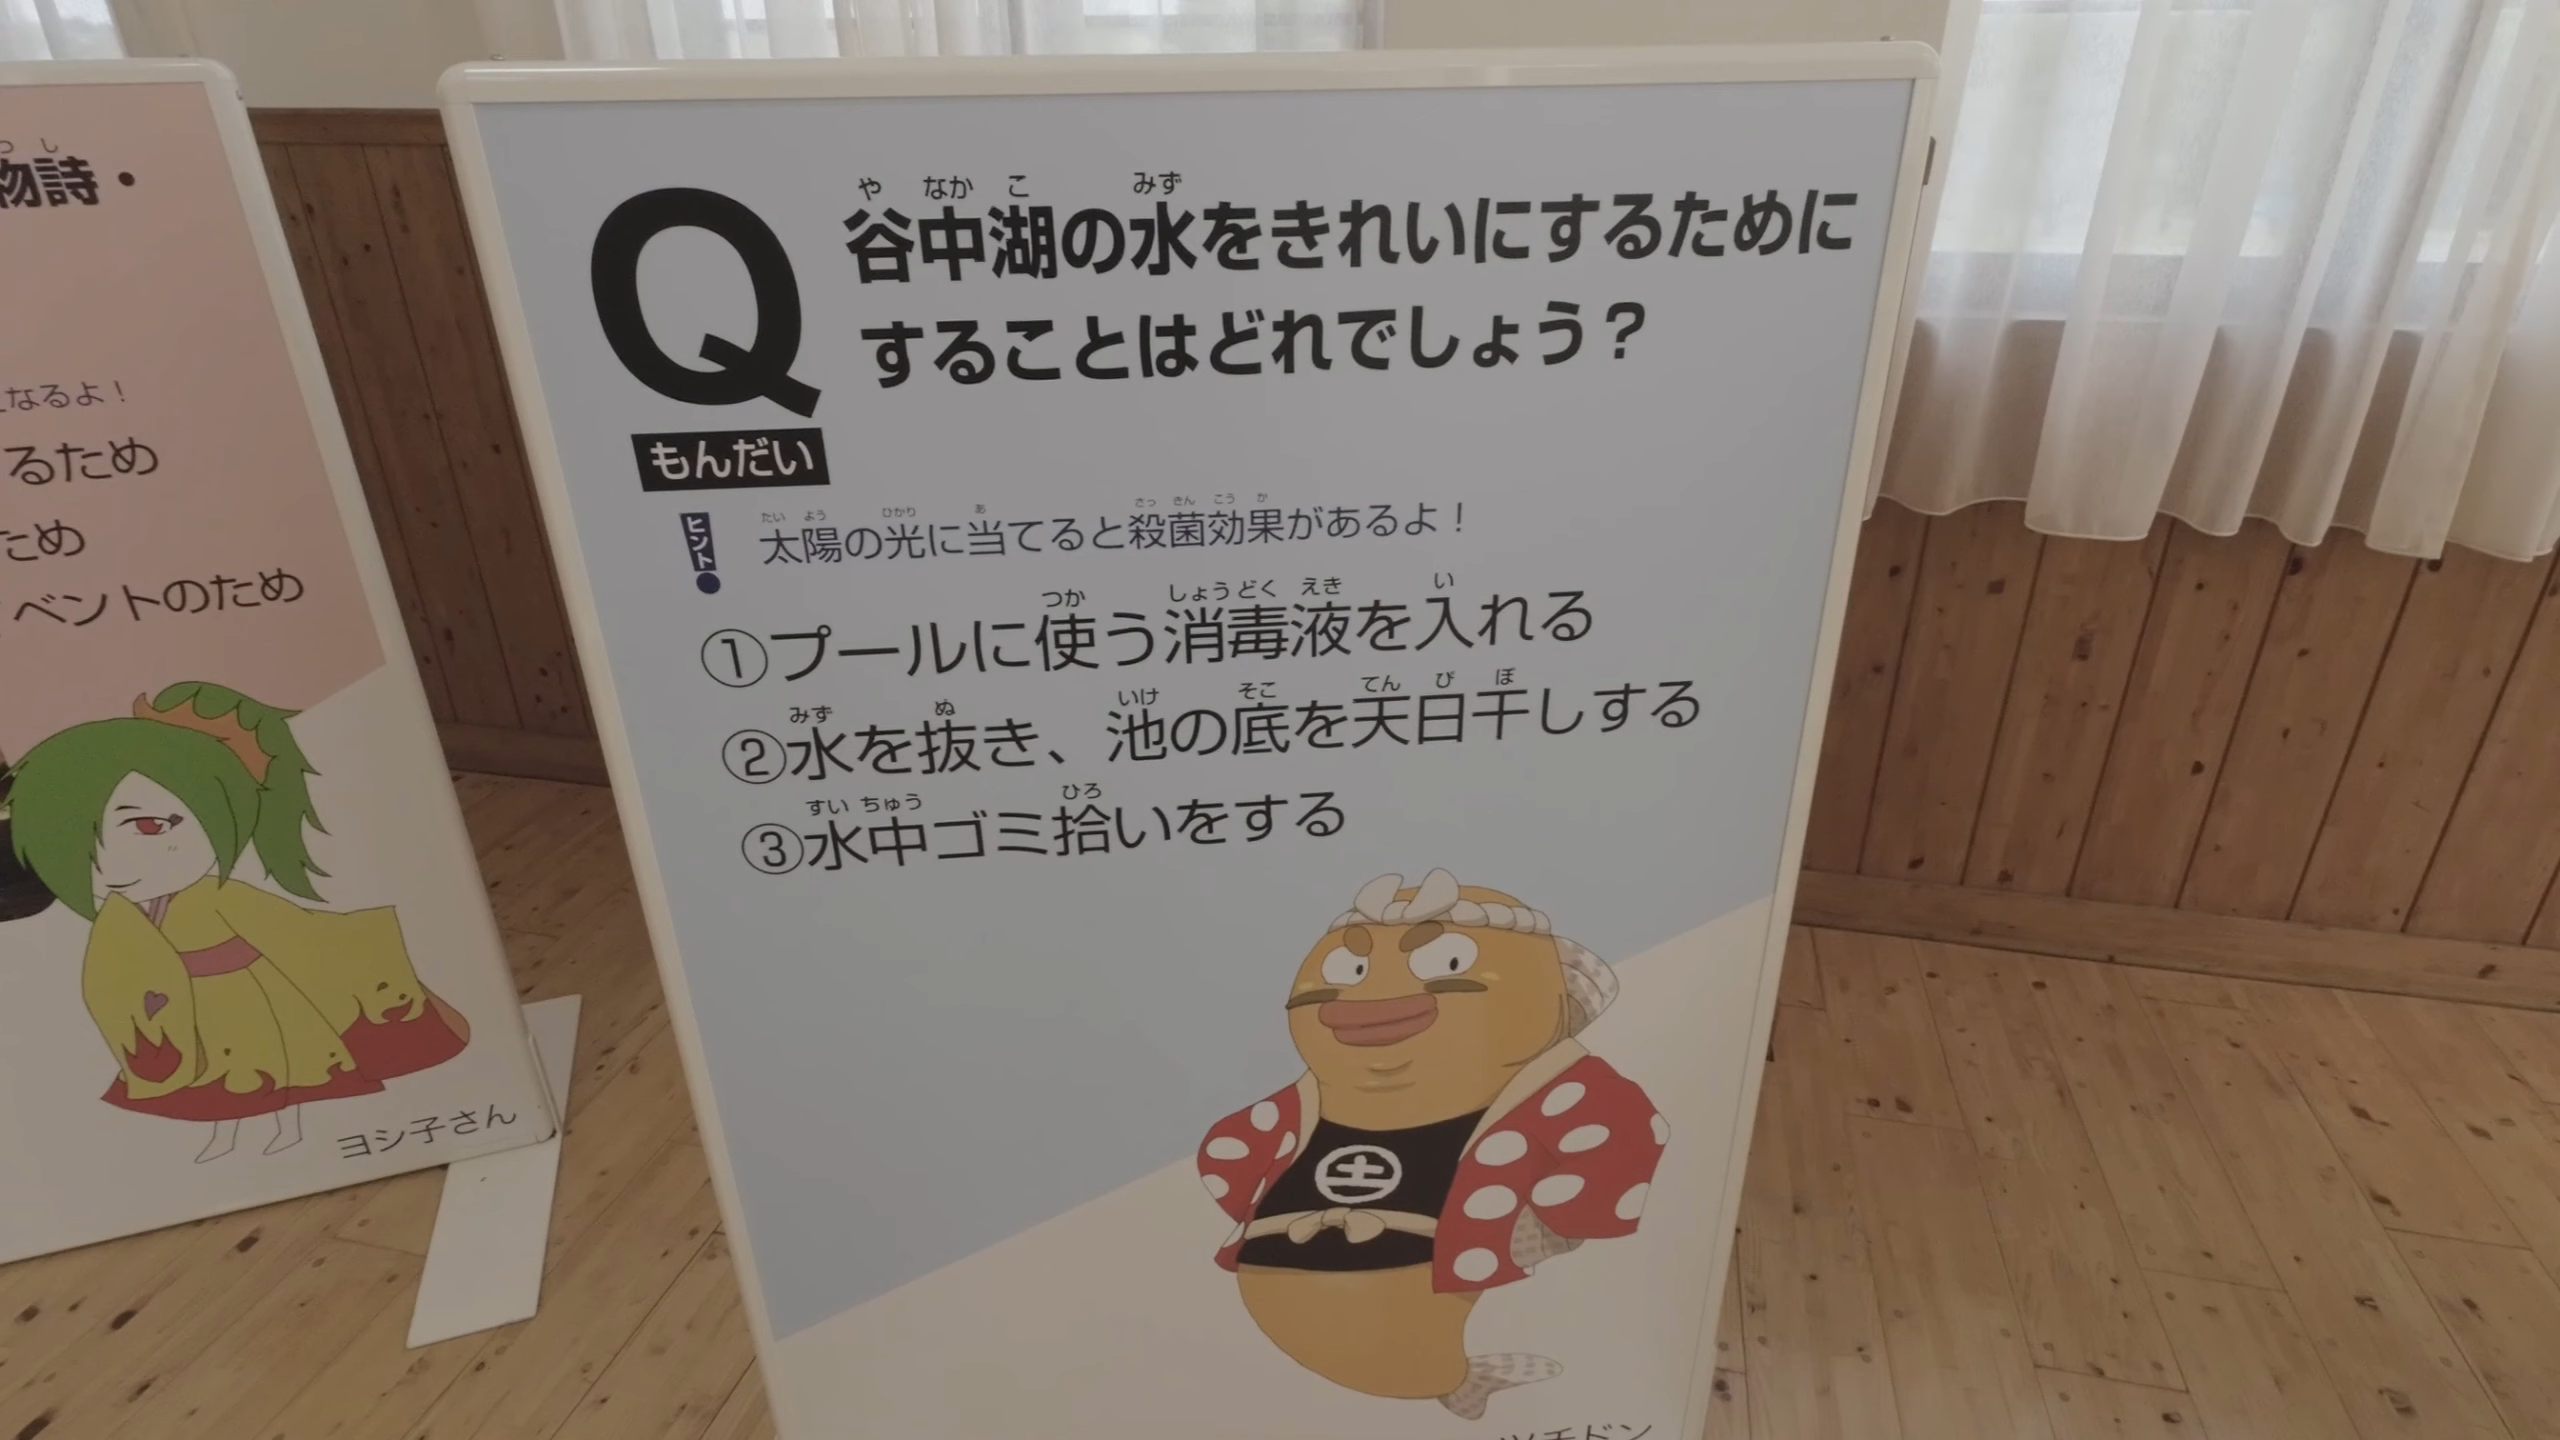 物詩・
なるよ！
るため
ため
ベントのため
ヨシ子さん
Q
もんだい
や なか こ みず
谷中湖の水をきれいにするために
することはどれでしょう？
ヒント
たい よう ひかり あ さっ きん こう か
太陽の光に当てると殺菌効果があるよ！
つか しょう どく えき い
①プールに使う消毒液を入れる
みず ぬ いけ そこ てん び ぼ
②水を抜き、池の底を天日干しする
すい ちゅう ひろ
③水中ゴミ拾いをする
土